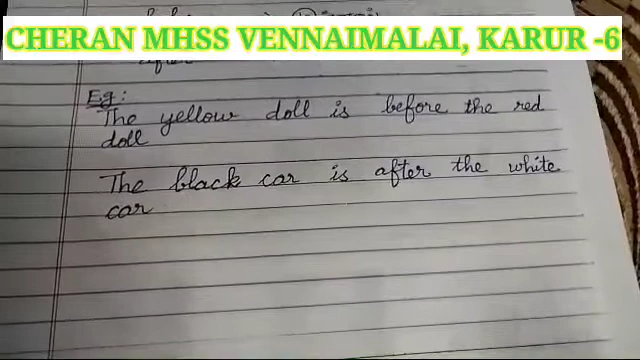 CHERAN MHSS VENNAIMALAI, KARUR -6
Eg:
The yellow doll is before the red
doll
The black car is after the white
car